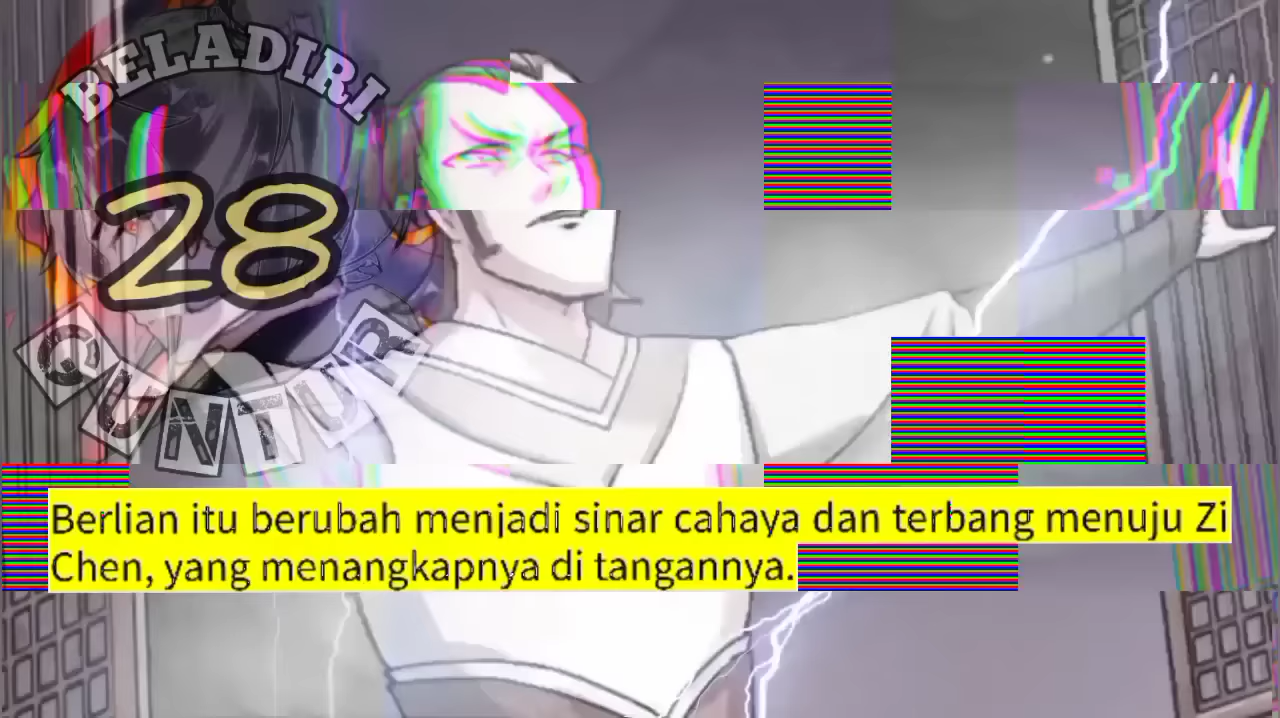 BELADIRI
28
GUNTUR
Berlian itu berubah menjadi sinar cahaya dan terbang menuju Zi
Chen, yang menangkapnya di tangannya.